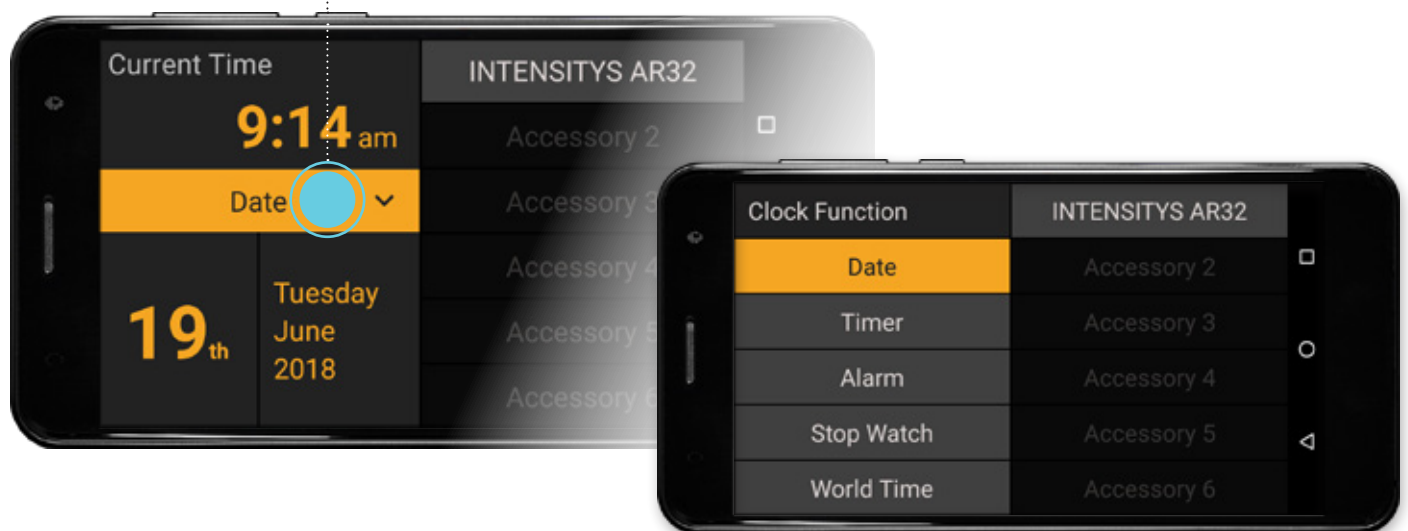 Current Time
9:14 am
Date
19th
Tuesday
June
2018
INTENSITYS AR32
Accessory 2
Accessory 3
Accessory 4
Accessory 5
Accessory 6
Clock Function
Date
Timer
Alarm
Stop Watch
World Time
INTENSITYS AR32
Accessory 2
Accessory 3
Accessory 4
Accessory 5
Accessory 6